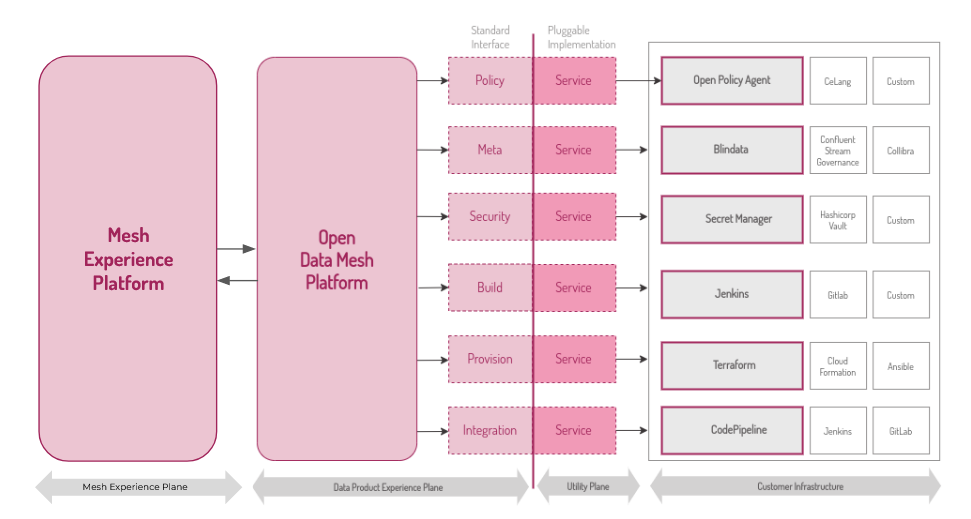 Standard
Interface
Pluggable
Implementation
Mesh
Experience
Platform
Open
Data Mesh
Platform
Policy
Service
Open Policy Agent
CeLang
Custom
Meta
Service
Blindata
Confluent
Stream
Governance
Collibra
Security
Service
Secret Manager
Hashicorp
Vault
Custom
Build
Service
Jenkins
Gitlab
Custom
Provision
Service
Terraform
Cloud
Formation
Ansible
Integration
Service
CodePipeline
Jenkins
GitLab
Mesh Experience Plane
Data Product Experience Plane
Utility Plane
Customer Infrastructure